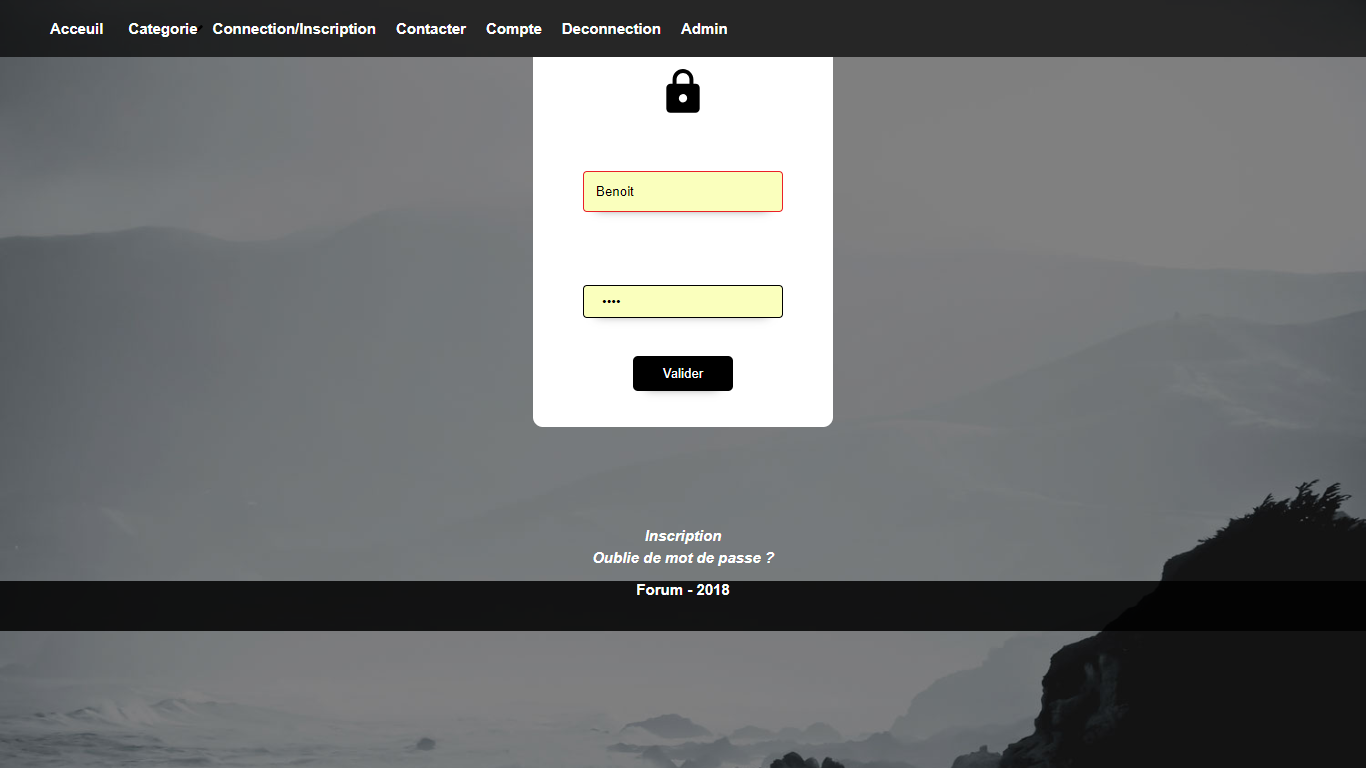 Acceuil Categorie Connection/Inscription Contacter Compte Deconnection Admin
Benoit
••••
Valider
Inscription
Oublie de mot de passe ?
Forum - 2018